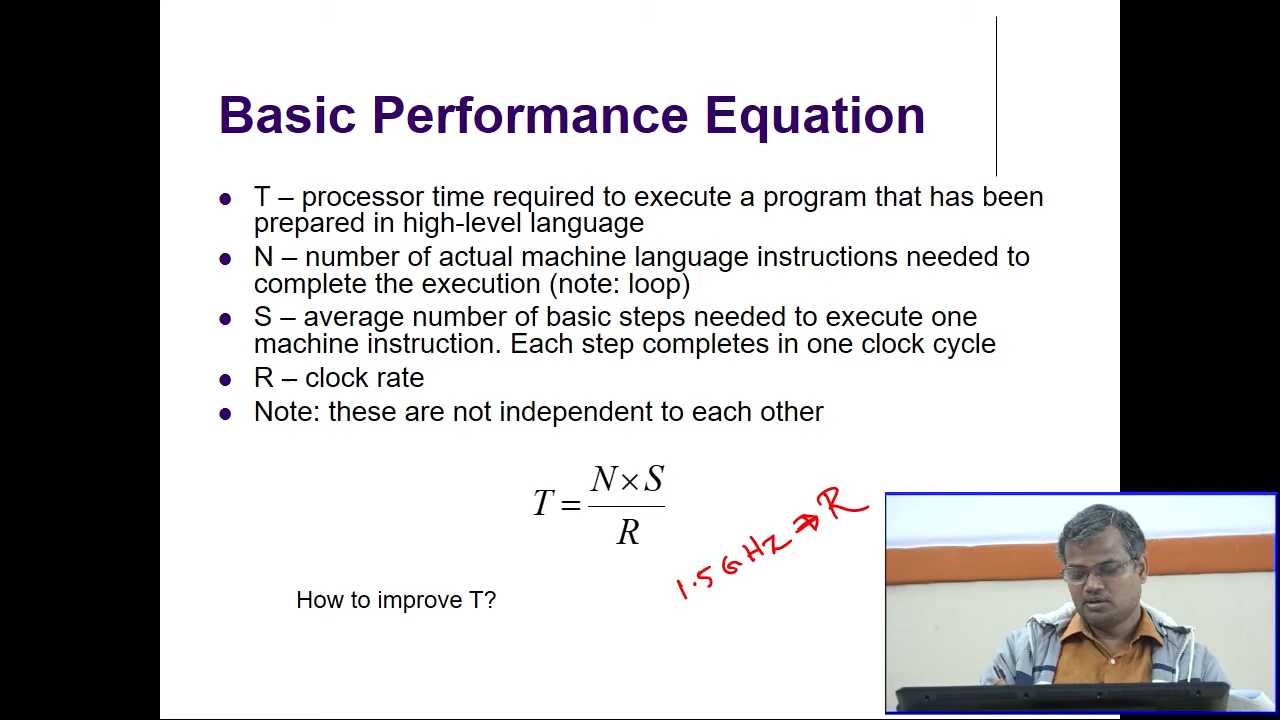 Basic Performance Equation
T – processor time required to execute a program that has been
prepared in high-level language
N – number of actual machine language instructions needed to
complete the execution (note: loop)
S – average number of basic steps needed to execute one
machine instruction. Each step completes in one clock cycle
R – clock rate
Note: these are not independent to each other
T = N × S / R
1.5 GHz → R
How to improve T?